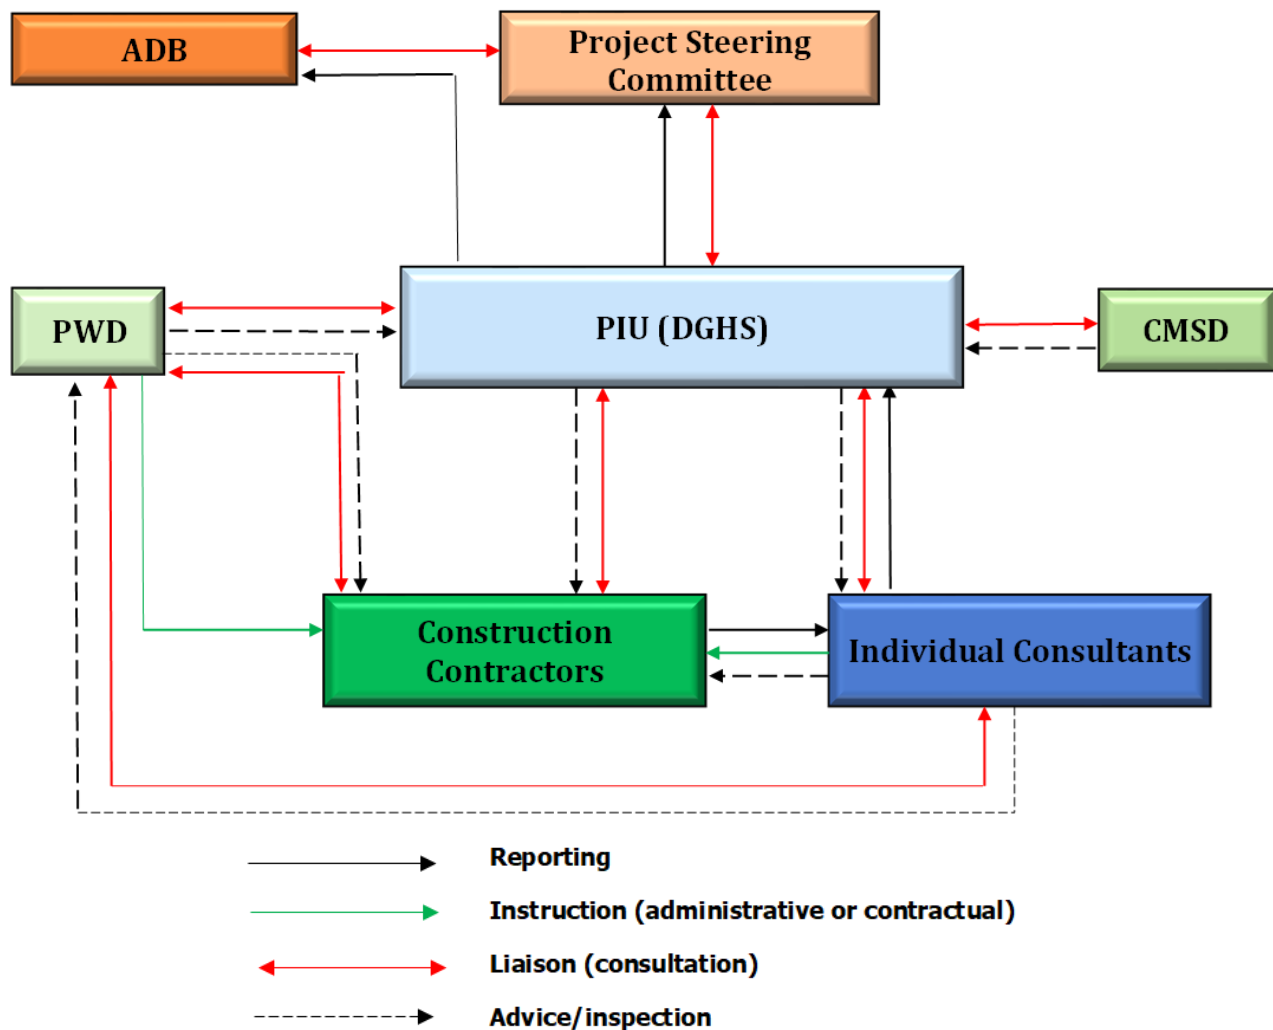 ADB
Project Steering
Committee
PWD
PIU (DGHS)
CMSD
Construction
Contractors
Individual Consultants
Reporting
Instruction (administrative or contractual)
Liaison (consultation)
Advice/inspection